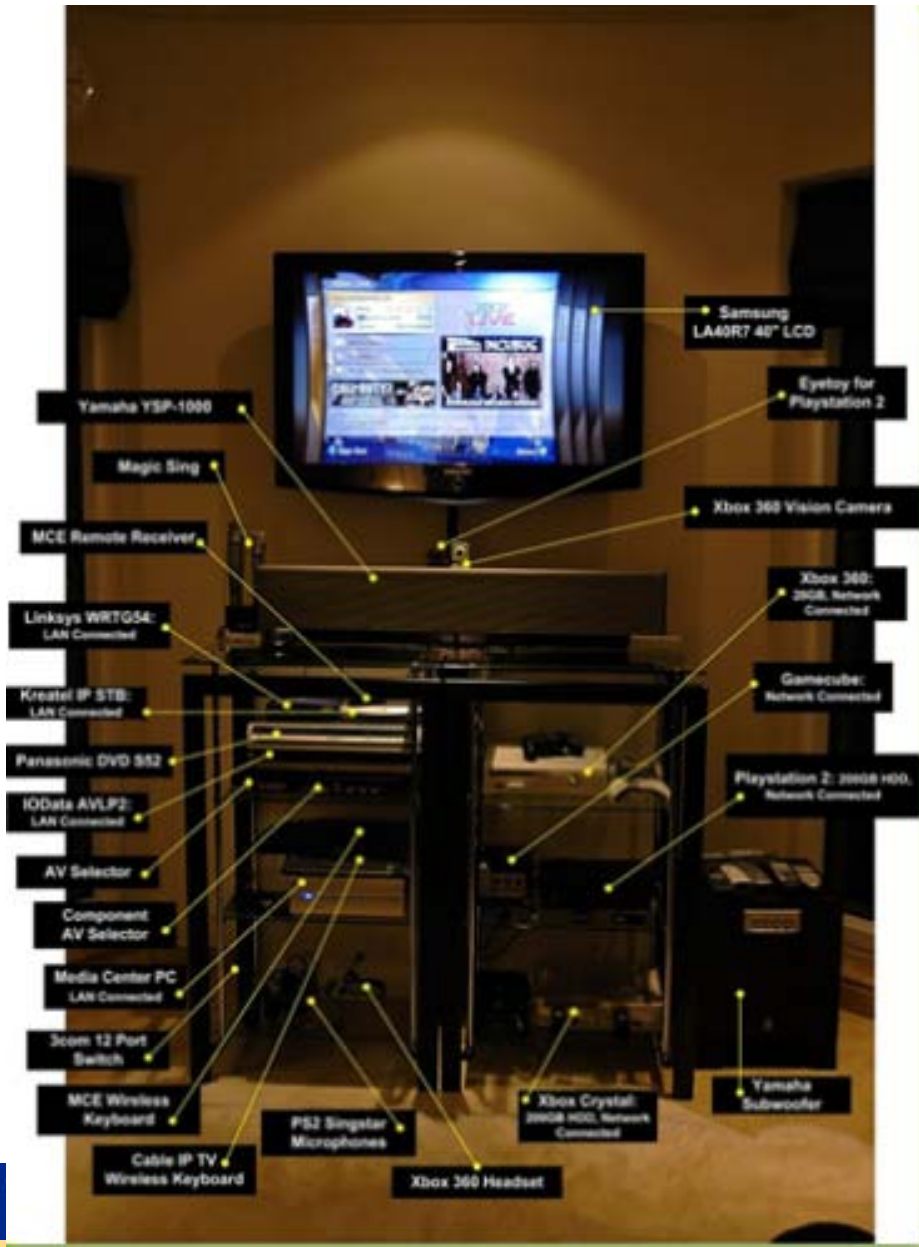 Samsung
LA40R7 40" LCD
Eyetoy for
Playstation 2
Yamaha YSP-1000
Magic Sing
Xbox 360 Vision Camera
MCE Remote Receiver
Xbox 360:
20GB, Network
Connected
Linksys WRTG54:
LAN Connected
Gamecube:
Network Connected
Kreatel IP STB:
LAN Connected
Panasonic DVD S52
Playstation 2: 200GB HDD,
Network Connected
IOData AVLP2:
LAN Connected
AV Selector
Component
AV Selector
Media Center PC
LAN Connected
3com 12 Port
Switch
MCE Wireless
Keyboard
PS2 Singstar
Microphones
Xbox Crystal:
200GB HDD, Network
Connected
Yamaha
Subwoofer
Cable IP TV
Wireless Keyboard
Xbox 360 Headset
LIVE
INCUBUS